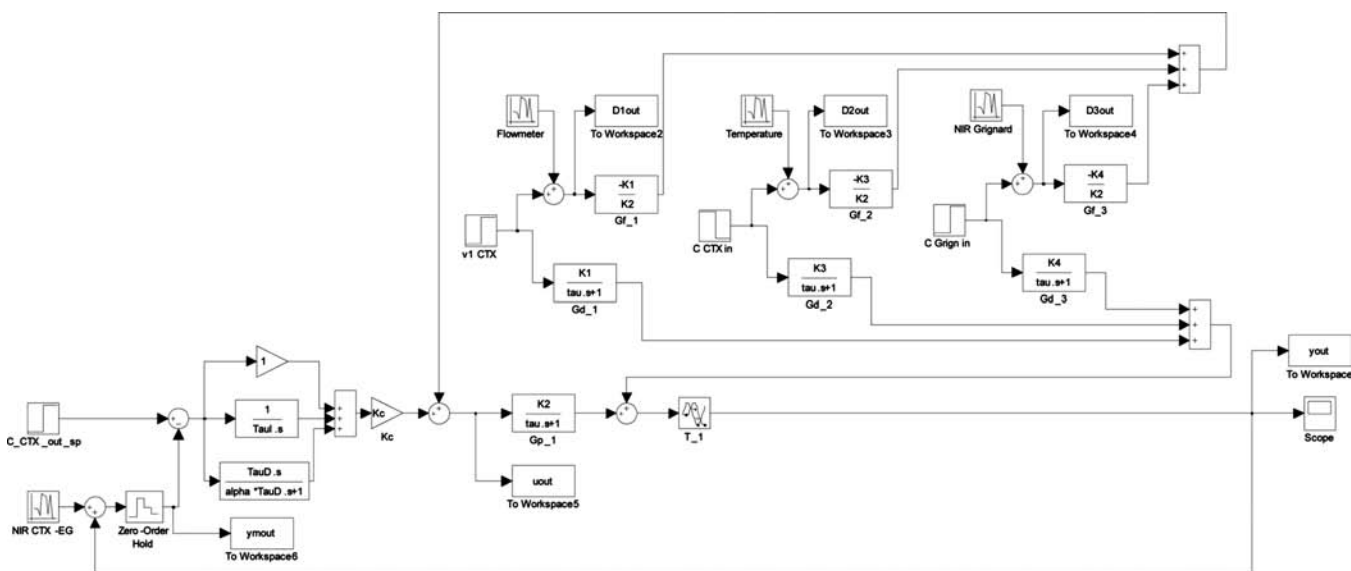 D1out
To Workspace2
Flowmeter
+
+
-K1
K2
Gf_1
v1 CTX
K1
tau.s+1
Gd_1
D2out
To Workspace3
Temperature
+
+
-K3
K2
Gf_2
C CTX in
K3
tau.s+1
Gd_2
D3out
To Workspace4
NIR Grignard
+
+
-K4
K2
Gf_3
C Grign in
K4
tau.s+1
Gd_3
+
+
+
+
+
+
C_CTX_out_sp
−
1
1
TauI.s
TauD.s
alpha *TauD.s+1
+
+
+
Kc
Kc
+
+
K2
tau.s+1
Gp_1
+
+
T_1
uout
To Workspace5
yout
To Workspace
Scope
NIR CTX -EG
+
+
Zero -Order
Hold
ymout
To Workspace6